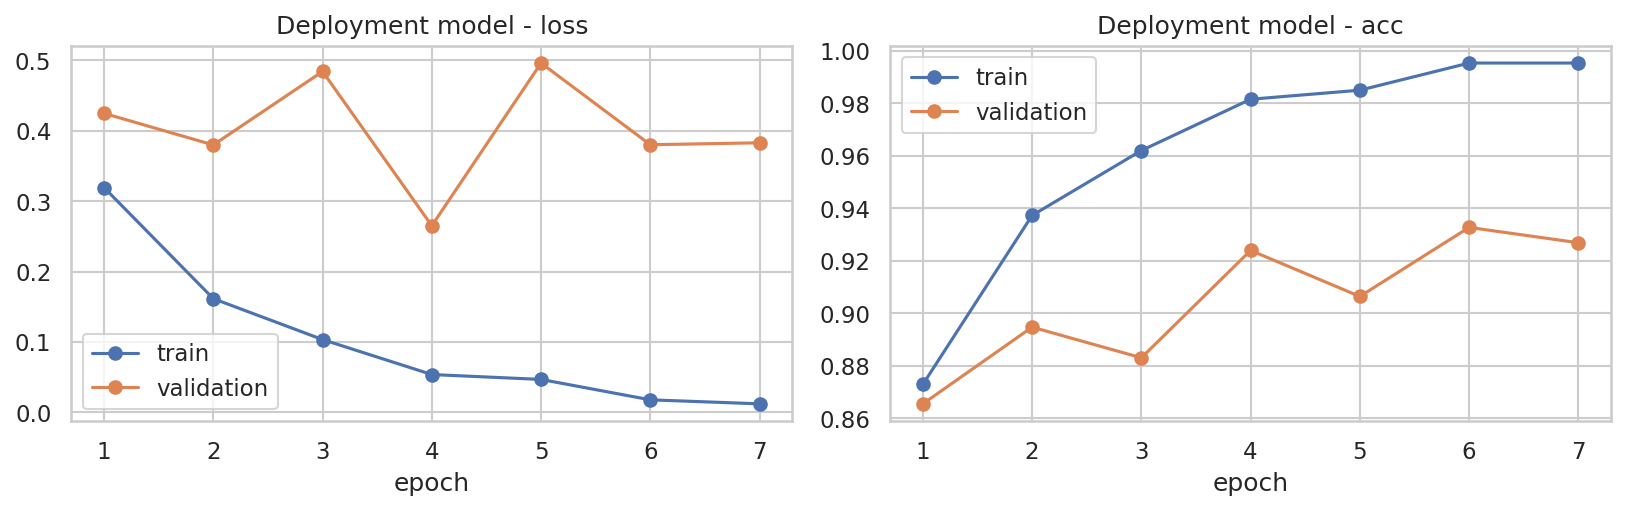 Deployment model - loss
0.5
0.4
0.3
0.2
0.1
0.0
train
validation
1 2 3 4 5 6 7
epoch
Deployment model - acc
1.00
0.98
0.96
0.94
0.92
0.90
0.88
0.86
train
validation
1 2 3 4 5 6 7
epoch